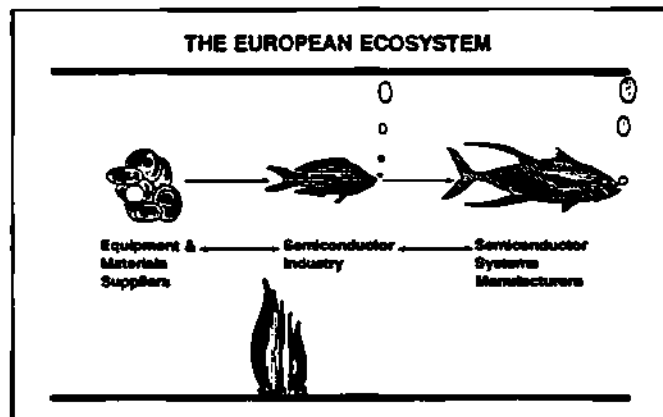 THE EUROPEAN ECOSYSTEM
Equipment &
Materials
Suppliers
Semiconductor
Industry
Semiconductor
Systems
Manufacturers